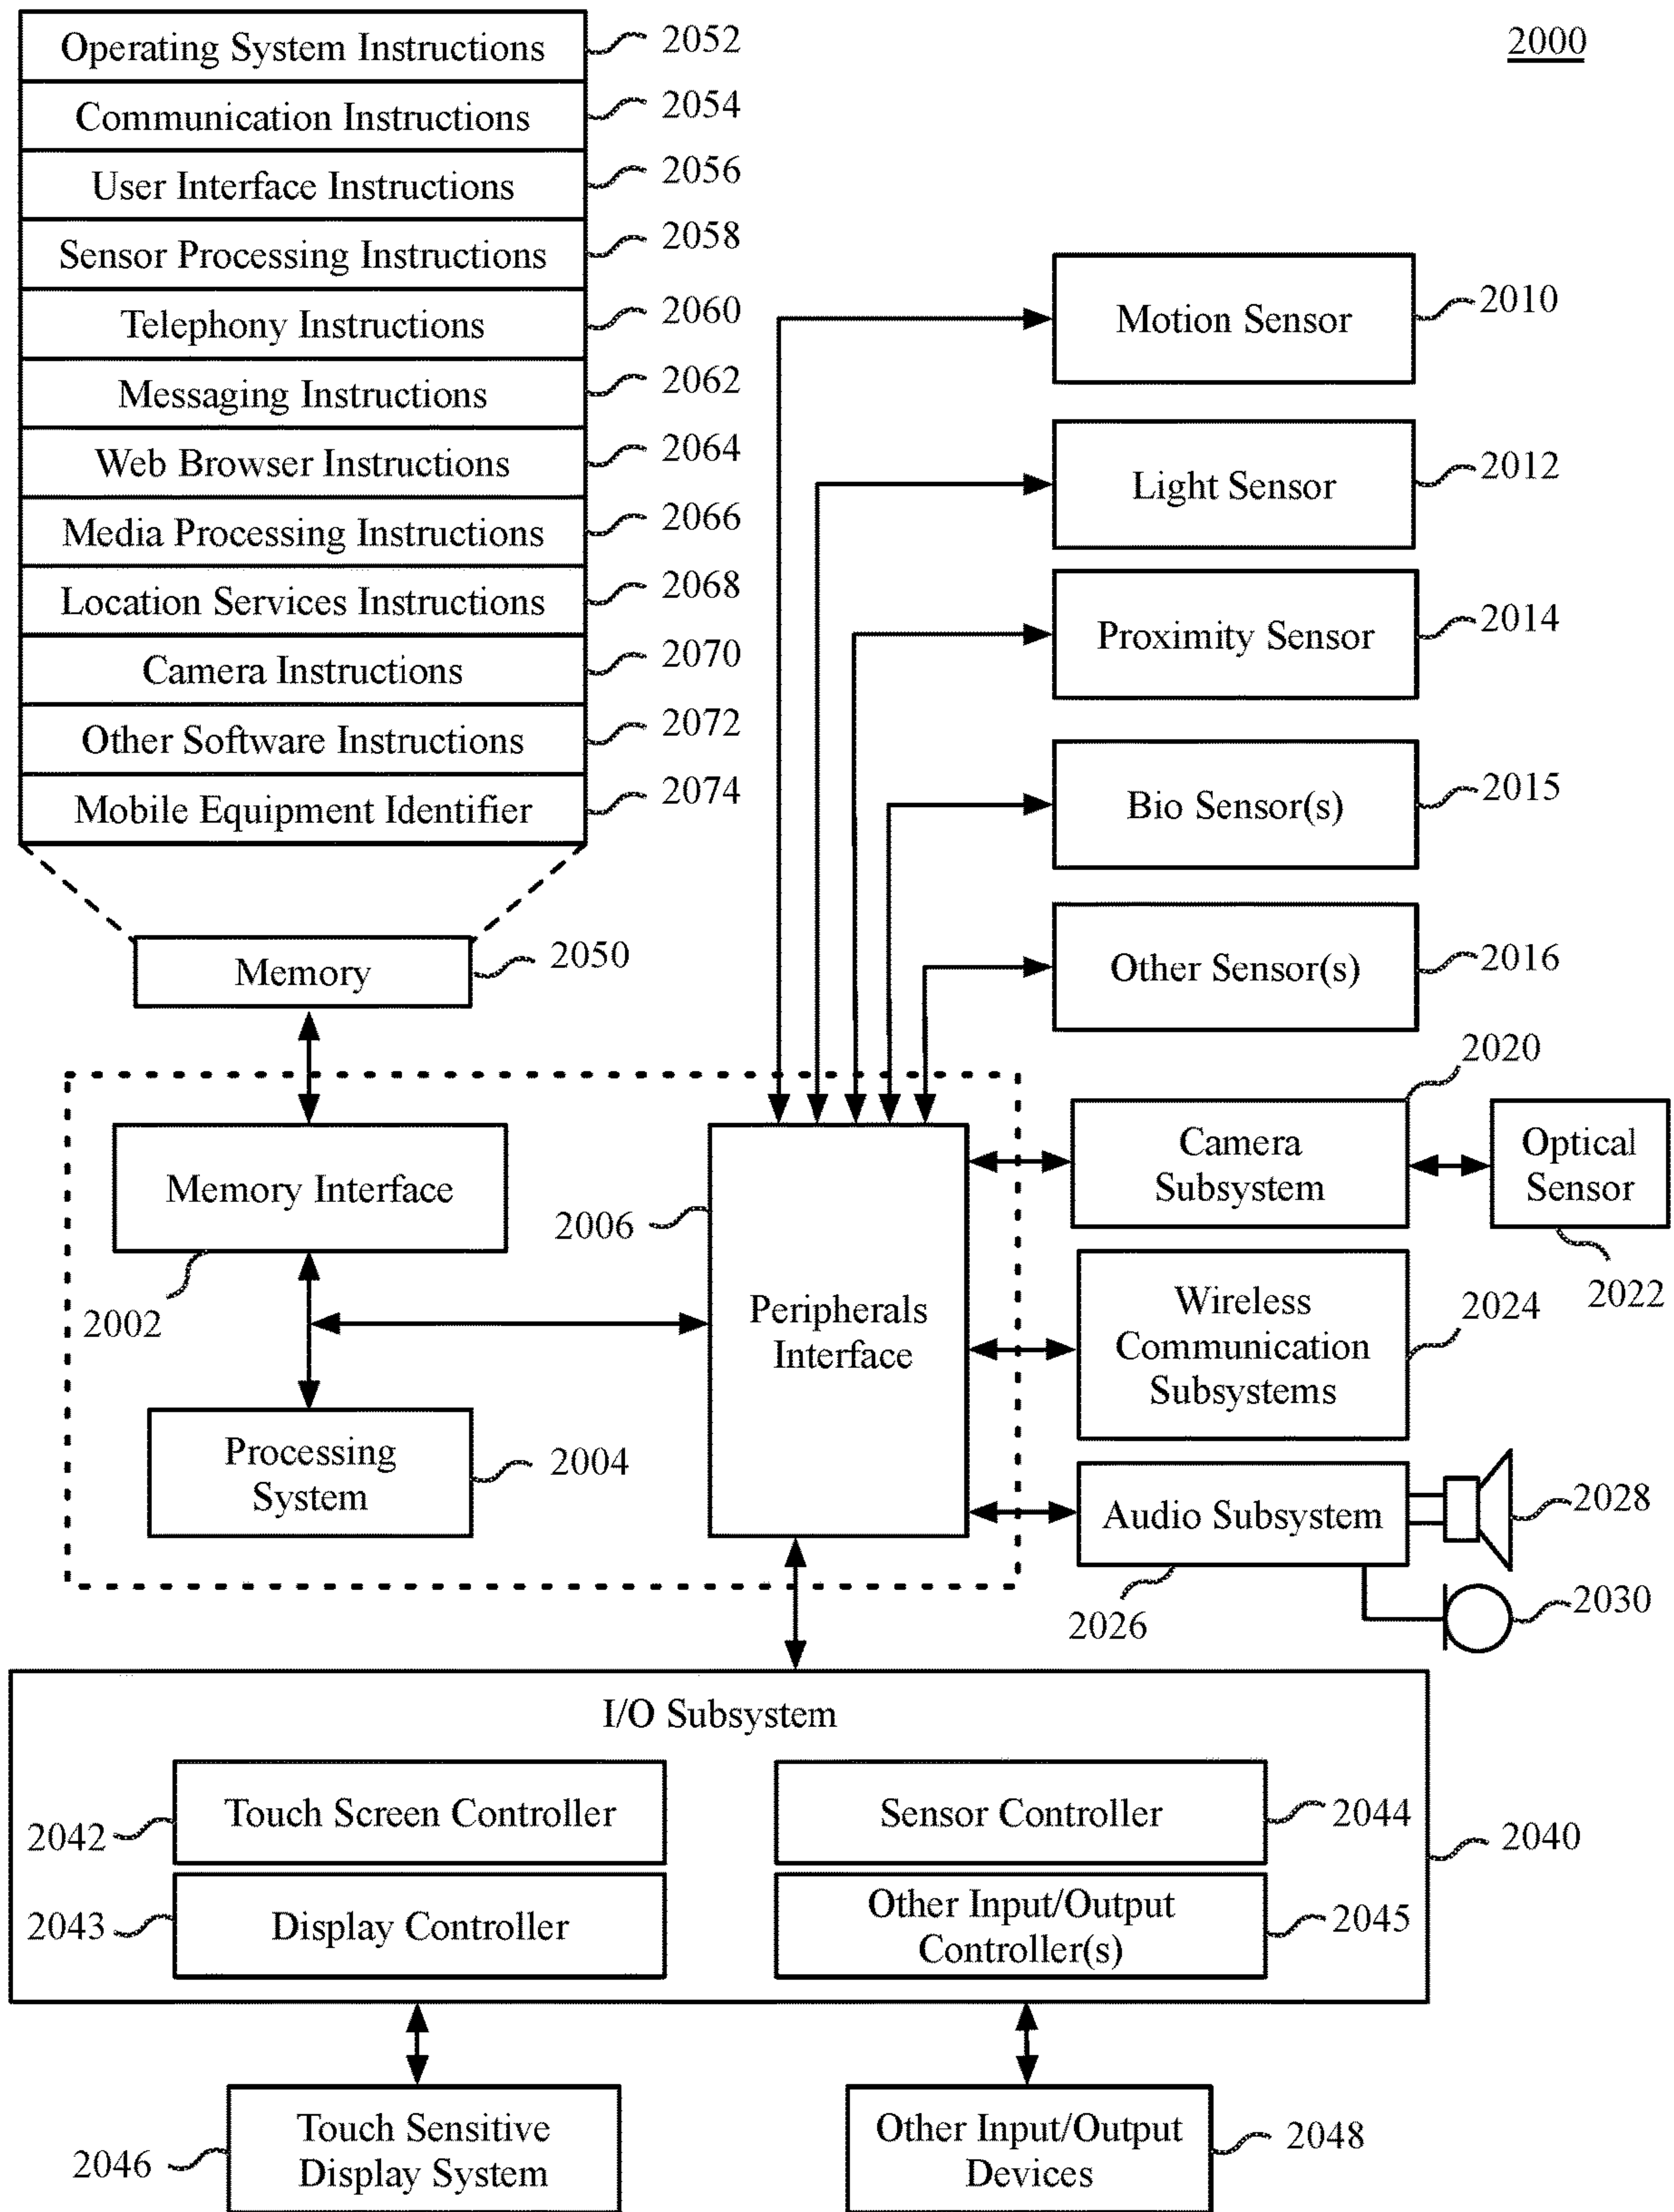 2000
Operating System Instructions
2052
Communication Instructions
2054
User Interface Instructions
2056
Sensor Processing Instructions
2058
Telephony Instructions
2060
Messaging Instructions
2062
Web Browser Instructions
2064
Media Processing Instructions
2066
Location Services Instructions
2068
Camera Instructions
2070
Other Software Instructions
2072
Mobile Equipment Identifier
2074
Memory
2050
Motion Sensor
2010
Light Sensor
2012
Proximity Sensor
2014
Bio Sensor(s)
2015
Other Sensor(s)
2016
Memory Interface
2002
Processing
System
2004
2006
Peripherals
Interface
2020
Camera
Subsystem
Optical
Sensor
2022
Wireless
Communication
Subsystems
2024
Audio Subsystem
2026
2028
2030
I/O Subsystem
2040
Touch Screen Controller
2042
Sensor Controller
2044
Display Controller
2043
Other Input/Output
Controller(s)
2045
Touch Sensitive
Display System
2046
Other Input/Output
Devices
2048